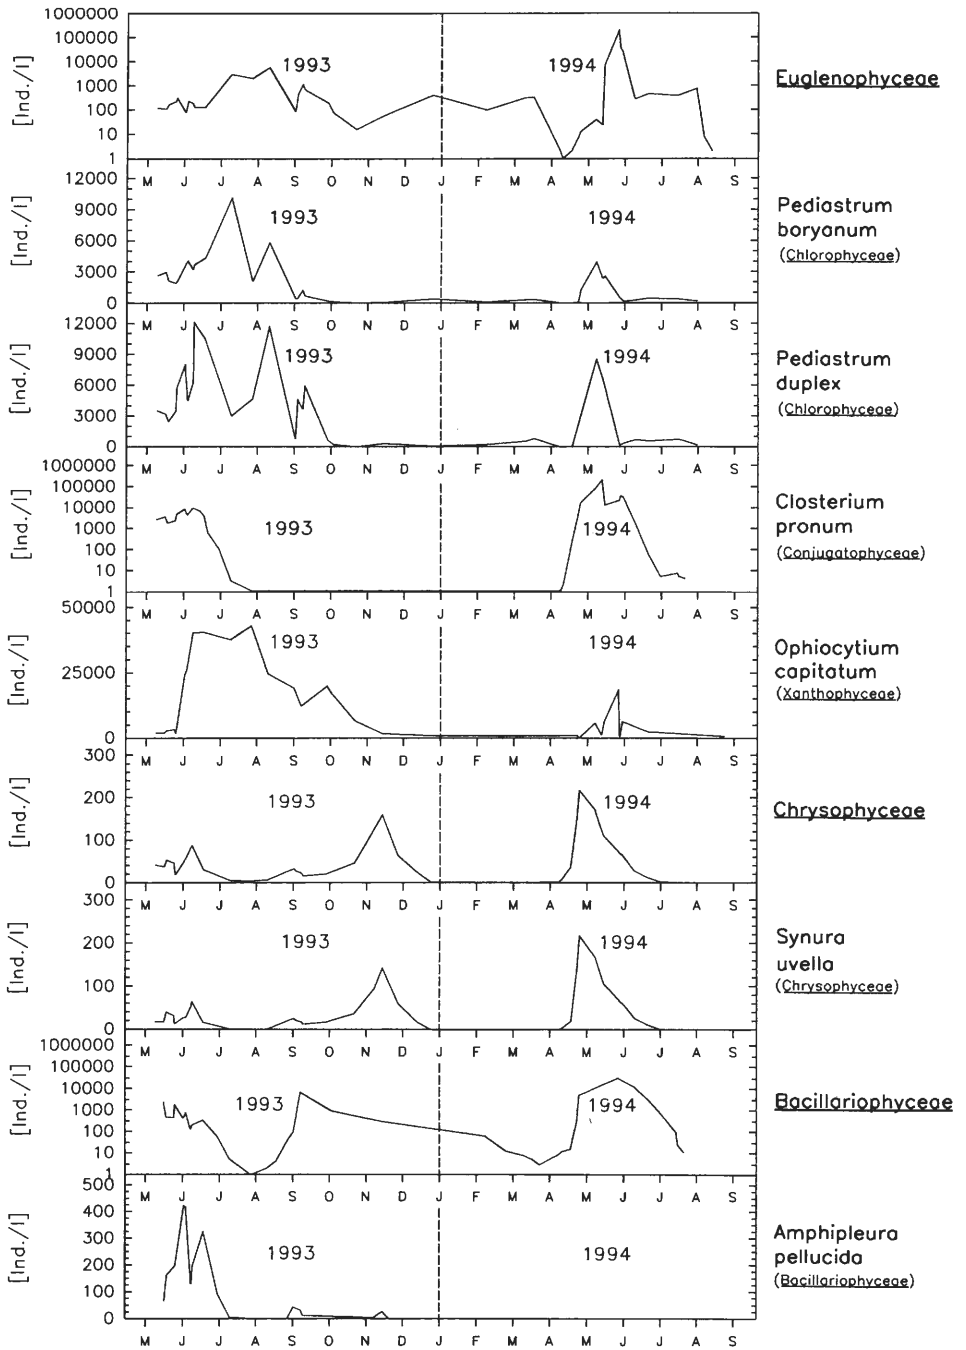 1000000
100000
10000
1000
100
10
1
[Ind./l]
1993
1994
Euglenophyceae
M J J A S O N D J F M A M J J A S
12000
9000
6000
3000
0
[Ind./l]
1993
1994
Pediastrum
boryanum
(Chlorophyceae)
M J J A S O N D J F M A M J J A S
12000
9000
6000
3000
0
[Ind./l]
1993
1994
Pediastrum
duplex
(Chlorophyceae)
M J J A S O N D J F M A M J J A S
1000000
100000
10000
1000
100
10
1
[Ind./l]
1993
1994
Closterium
pronum
(Conjugatophyceae)
M J J A S O N D J F M A M J J A S
50000
25000
0
[Ind./l]
1993
1994
Ophiocytium
capitatum
(Xanthophyceae)
M J J A S O N D J F M A M J J A S
300
200
100
0
[Ind./l]
1993
1994
Chrysophyceae
M J J A S O N D J F M A M J J A S
300
200
100
0
[Ind./l]
1993
1994
Synura
uvella
(Chrysophyceae)
M J J A S O N D J F M A M J J A S
1000000
100000
10000
1000
100
10
1
[Ind./l]
1993
1994
Bacillariophyceae
M J J A S O N D J F M A M J J A S
500
400
300
200
100
0
[Ind./l]
1993
1994
Amphipleura
pellucida
(Bacillariophyceae)
M J J A S O N D J F M A M J J A S